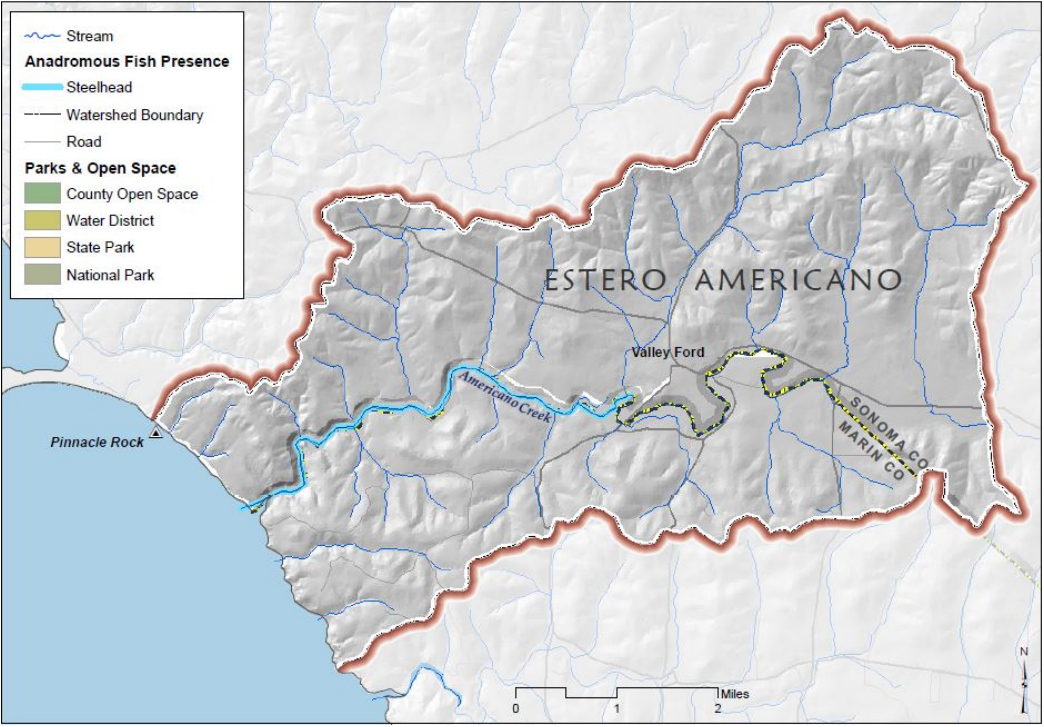 Stream
Anadromous Fish Presence
Steelhead
Watershed Boundary
Road
Parks & Open Space
County Open Space
Water District
State Park
National Park
ESTERO AMERICANO
Valley Ford
Americano Creek
SONOMA CO
MARIN CO
Pinnacle Rock
N
Miles
0 1 2